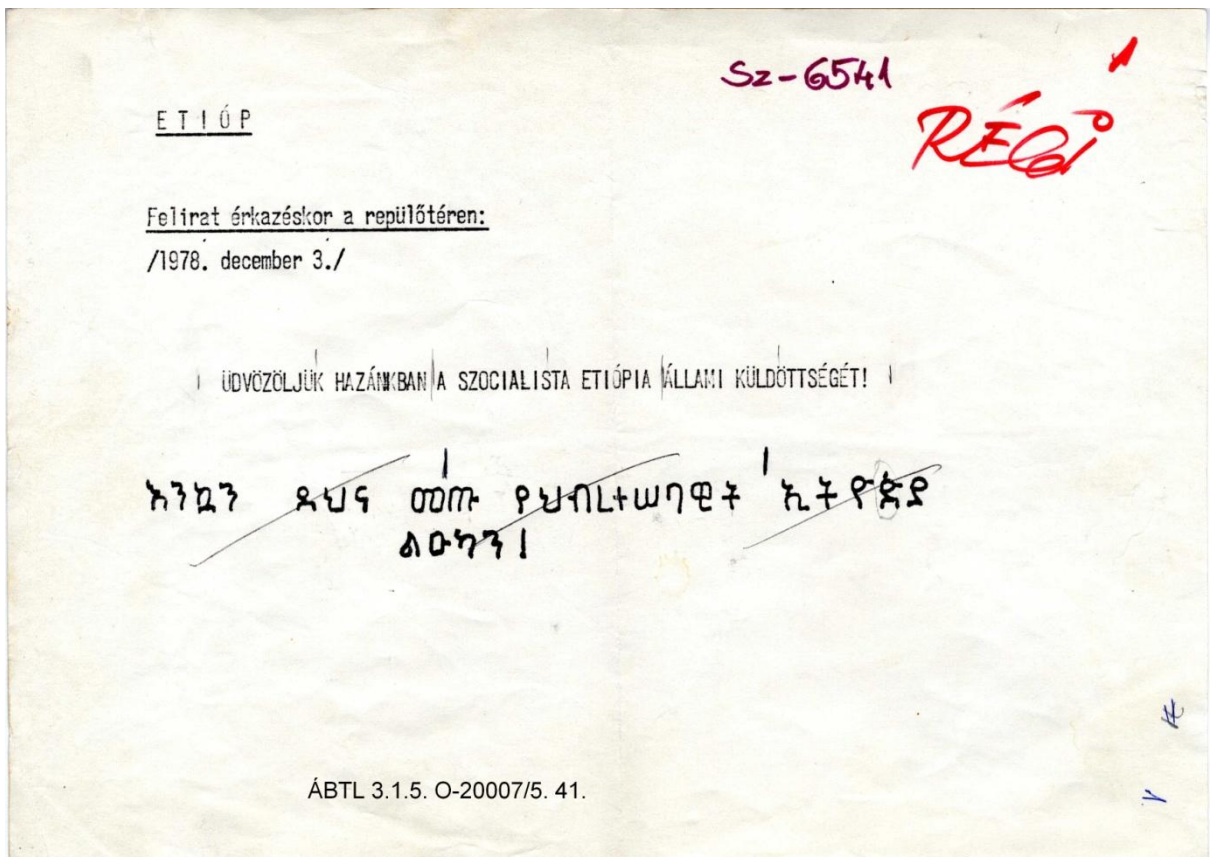 Sz-6541
RÉGI
ETIÓP
Felirat érkazéskor a repülőtéren:
/1978. december 3./
ÜDVÖZÖLJÜK HAZÁNKBAN A SZOCIALISTA ETIÓPIA ÁLLAMI KÜLDÖTTSÉGÉT!
እንኳን ደህና መጡ የህብረተሠባዊት ኢትዮጵያ
ልዑካን!
ÁBTL 3.1.5. O-20007/5. 41.